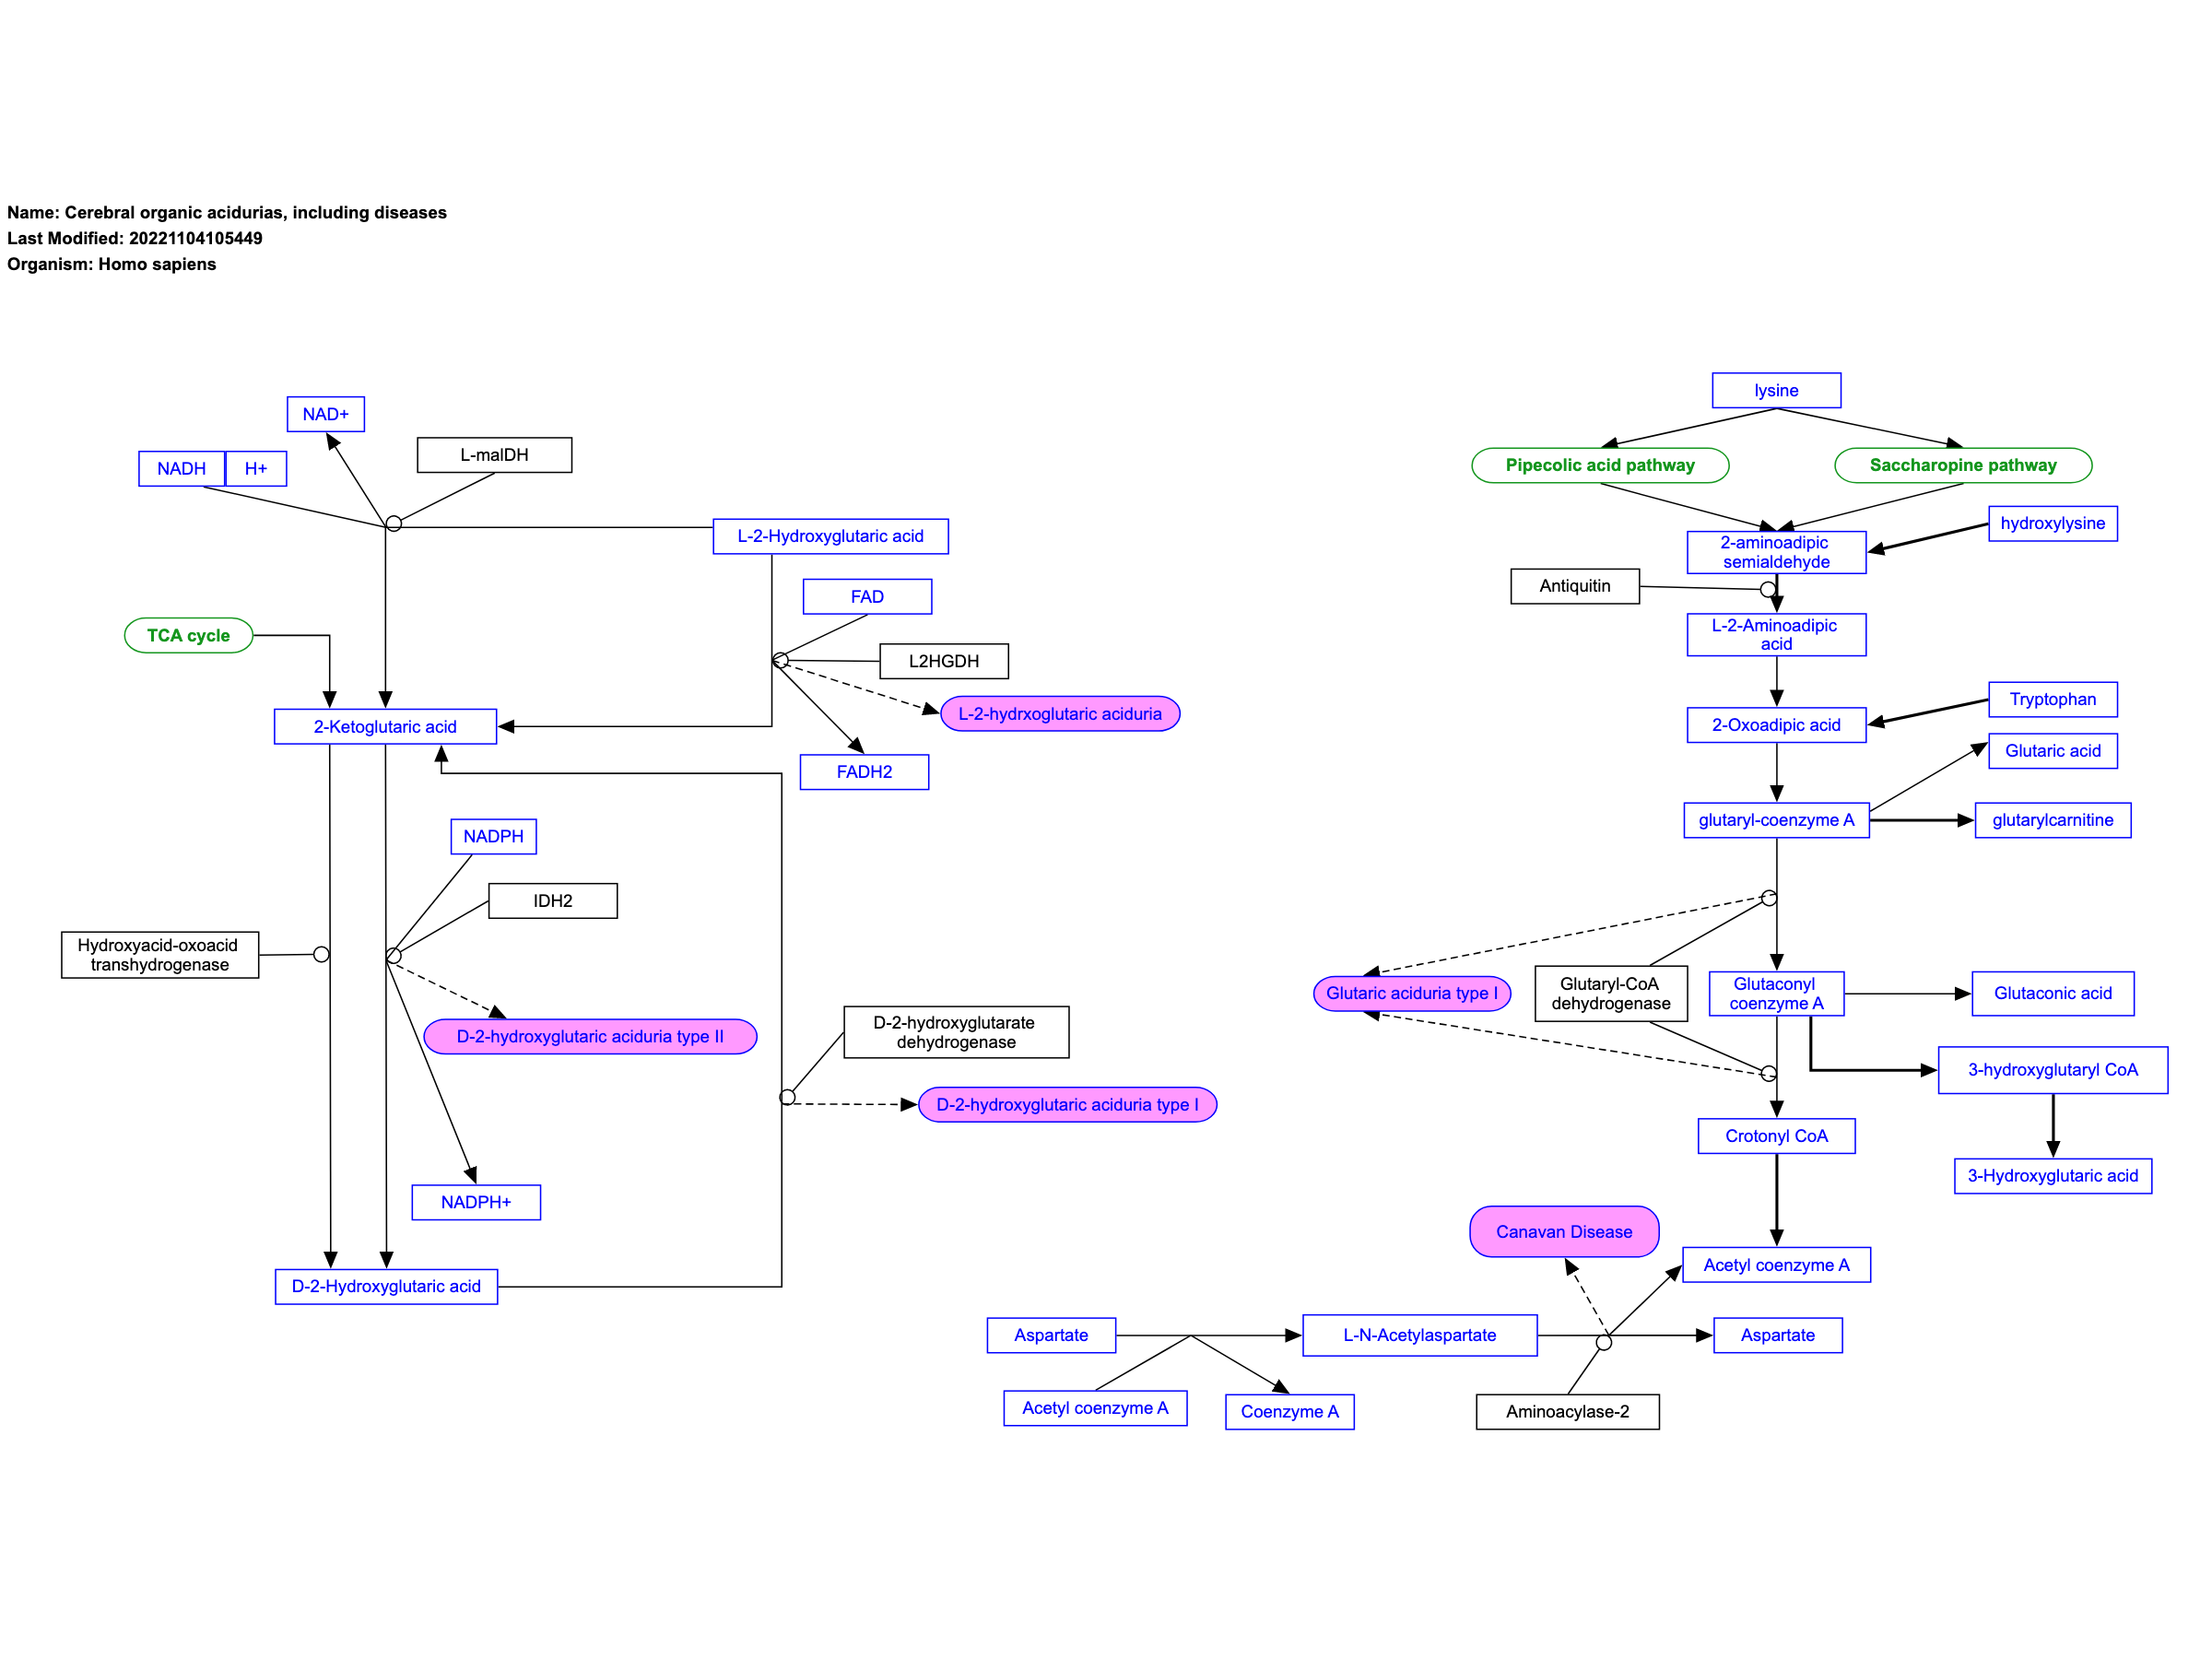 Name: Cerebral organic acidurias, including diseases
Last Modified: 20221104105449
Organism: Homo sapiens
NAD+
L-malDH
NADH
H+
L-2-Hydroxyglutaric acid
FAD
TCA cycle
L2HGDH
L-2-hydrxoglutaric aciduria
2-Ketoglutaric acid
FADH2
NADPH
IDH2
Hydroxyacid-oxoacid
transhydrogenase
D-2-hydroxyglutaric aciduria type II
D-2-hydroxyglutarate
dehydrogenase
D-2-hydroxyglutaric aciduria type I
NADPH+
D-2-Hydroxyglutaric acid
lysine
Pipecolic acid pathway
Saccharopine pathway
hydroxylysine
2-aminoadipic
semialdehyde
Antiquitin
L-2-Aminoadipic
acid
Tryptophan
2-Oxoadipic acid
Glutaric acid
glutaryl-coenzyme A
glutarylcarnitine
Glutaric aciduria type I
Glutaryl-CoA
dehydrogenase
Glutaconyl
coenzyme A
Glutaconic acid
3-hydroxyglutaryl CoA
Crotonyl CoA
3-Hydroxyglutaric acid
Canavan Disease
Acetyl coenzyme A
Aspartate
L-N-Acetylaspartate
Aspartate
Acetyl coenzyme A
Coenzyme A
Aminoacylase-2